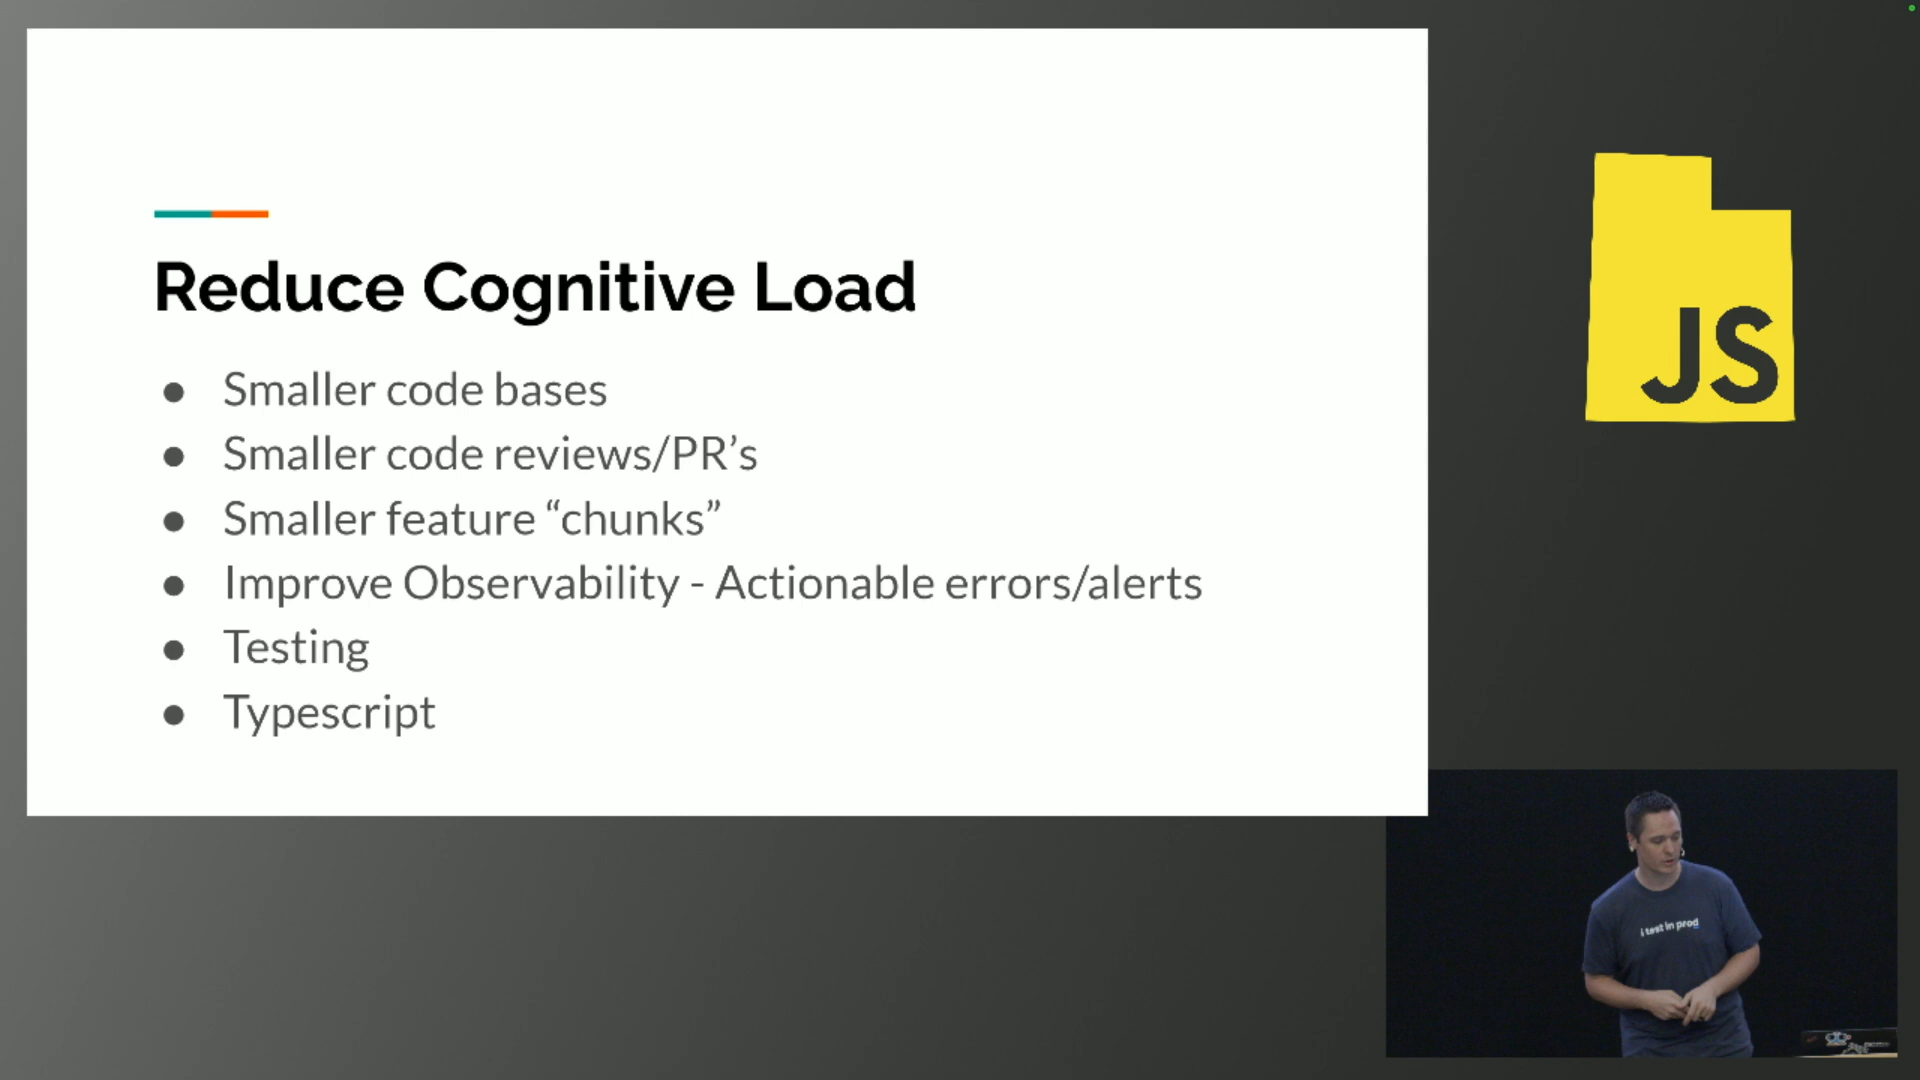 Reduce Cognitive Load
● Smaller code bases
● Smaller code reviews/PR’s
● Smaller feature “chunks”
● Improve Observability - Actionable errors/alerts
● Testing
● Typescript
JS
i test in prod